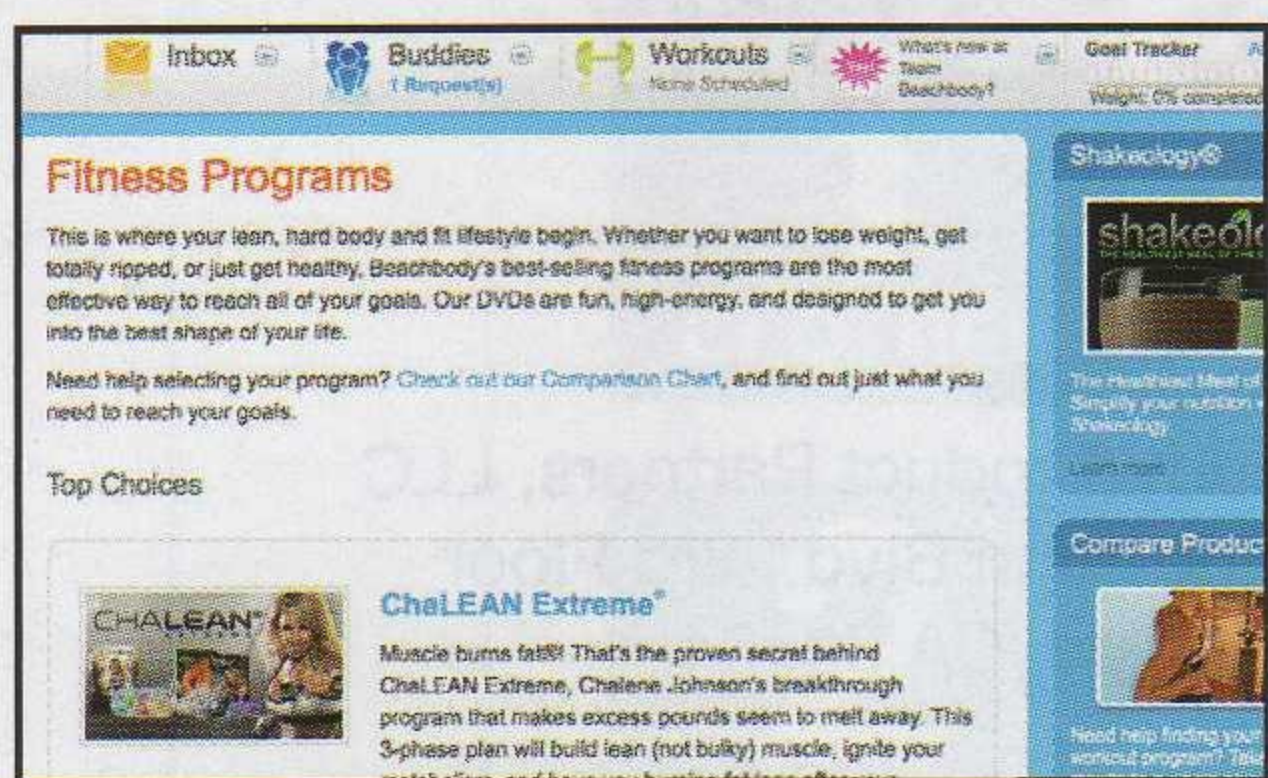 Inbox
Buddies
1 Request(s)
Workouts
None Scheduled
What's new at
Team
Beachbody?
Goal Tracker
Weight: 0% completed
Fitness Programs
This is where your lean, hard body and fit lifestyle begin. Whether you want to lose weight, get
totally ripped, or just get healthy, Beachbody's best-selling fitness programs are the most
effective way to reach all of your goals. Our DVDs are fun, high-energy, and designed to get you
into the best shape of your life.
Need help selecting your program? Check out our Comparison Chart, and find out just what you
need to reach your goals.
Top Choices
CHALEAN®
ChaLEAN Extreme®
Muscle burns fat®! That's the proven secret behind
ChaLEAN Extreme, Chalene Johnson's breakthrough
program that makes excess pounds seem to melt away. This
3-phase plan will build lean (not bulky) muscle, ignite your
Shakeology®
shakeolo
The Healthiest Meal of
Simplify your nutrition
Shakeology
Learn more
Compare Produc
Need help finding your
workout program?